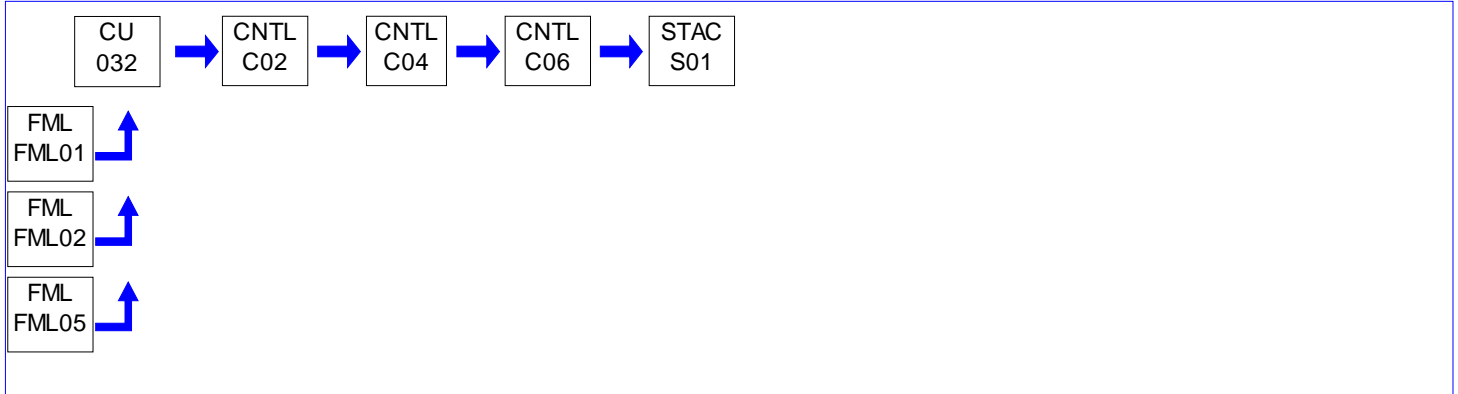 CU
032
CNTL
C02
CNTL
C04
CNTL
C06
STAC
S01
FML
FML01
FML
FML02
FML
FML05